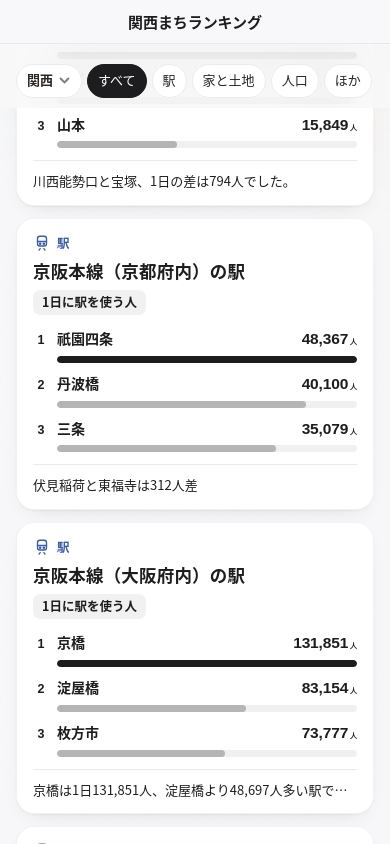 関西まちランキング
関西 すべて 駅 家と土地 人口 ほか
3 山本 15,849人
川西能勢口と宝塚、1日の差は794人でした。
駅
京阪本線（京都府内）の駅
1日に駅を使う人
1 祇園四条 48,367人
2 丹波橋 40,100人
3 三条 35,079人
伏見稲荷と東福寺は312人差
駅
京阪本線（大阪府内）の駅
1日に駅を使う人
1 京橋 131,851人
2 淀屋橋 83,154人
3 枚方市 73,777人
京橋は1日131,851人、淀屋橋より48,697人多い駅で…